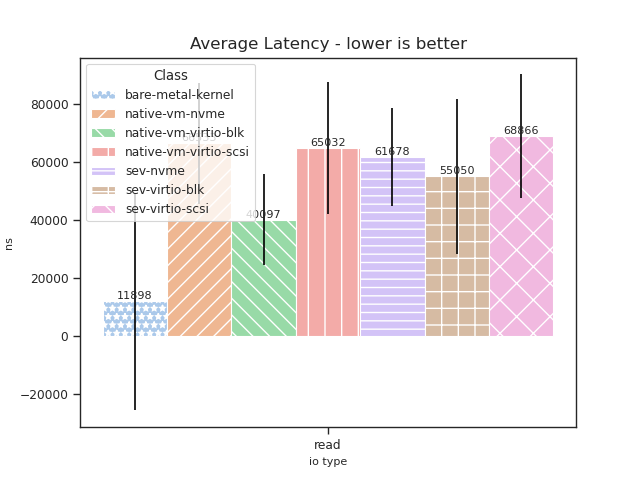 Average Latency - lower is better
Class
bare-metal-kernel
native-vm-nvme
native-vm-virtio-blk
native-vm-virtio-scsi
sev-nvme
sev-virtio-blk
sev-virtio-scsi
80000
60000
40000
20000
0
−20000
ns
11898
40097
65032
61678
55050
68866
read
io type